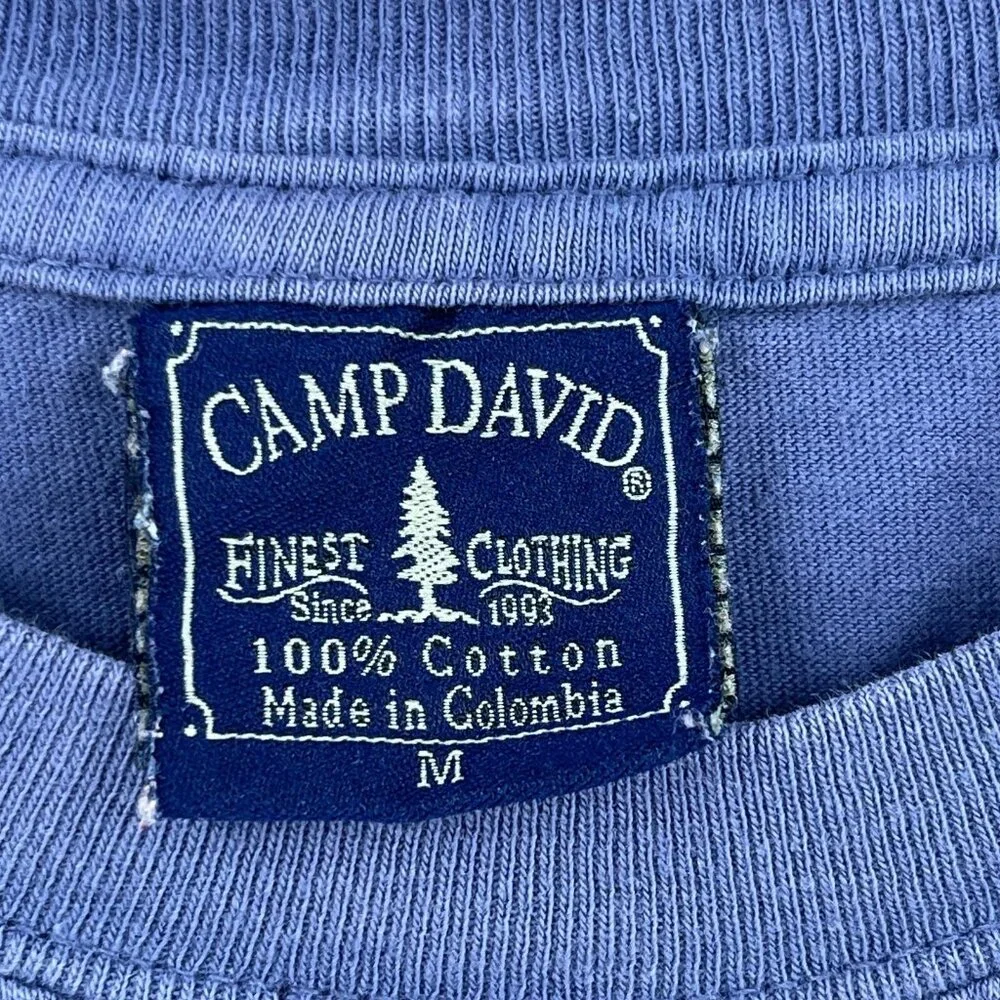 CAMP DAVID®
FINEST CLOTHING
Since 1993
100% Cotton
Made in Colombia
M